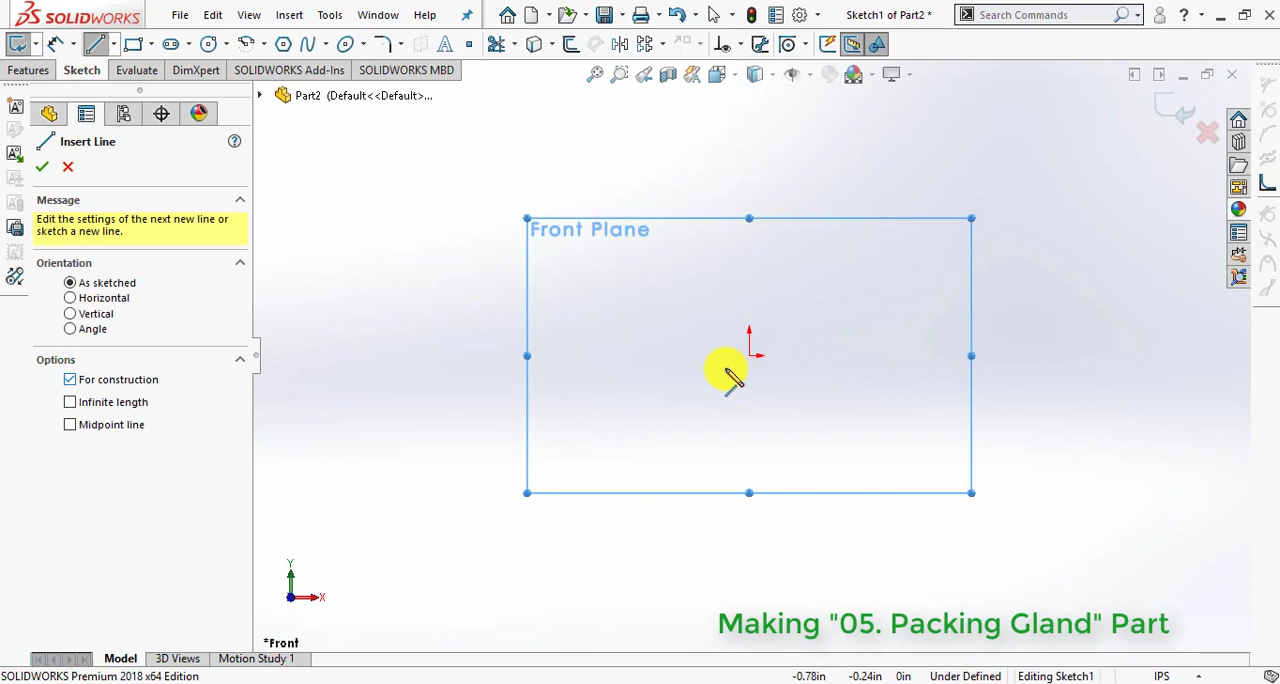 SOLIDWORKS File Edit View Insert Tools Window Help Sketch1 of Part2 * Search Commands ?
Features Sketch Evaluate DimXpert SOLIDWORKS Add-Ins SOLIDWORKS MBD
Part2 (Default<<Default>...
Insert Line
Message
Edit the settings of the next new line or
sketch a new line.
Orientation
As sketched
Horizontal
Vertical
Angle
Options
For construction
Infinite length
Midpoint line
Front Plane
Y
X
*Front
Making "05. Packing Gland" Part
Model 3D Views Motion Study 1
SOLIDWORKS Premium 2018 x64 Edition -0.78in -0.24in 0in Under Defined Editing Sketch1 IPS